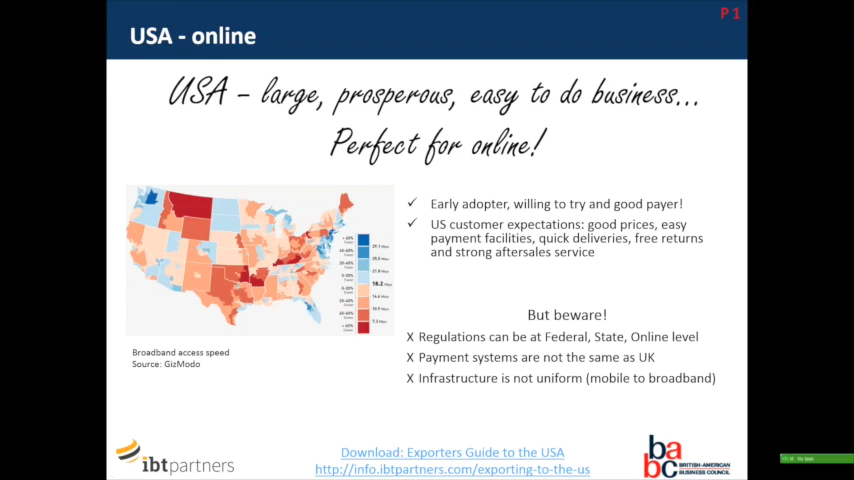 P 1
USA - online
USA – large, prosperous, easy to do business...
Perfect for online!
✓ Early adopter, willing to try and good payer!
✓ US customer expectations: good prices, easy
payment facilities, quick deliveries, free returns
and strong aftersales service
18.2
But beware!
X Regulations can be at Federal, State, Online level
X Payment systems are not the same as UK
X Infrastructure is not uniform (mobile to broadband)
Broadband access speed
Source: GizModo
ibtpartners
Download: Exporters Guide to the USA
http://info.ibtpartners.com/exporting-to-the-us
babc
BRITISH-AMERICAN
BUSINESS COUNCIL